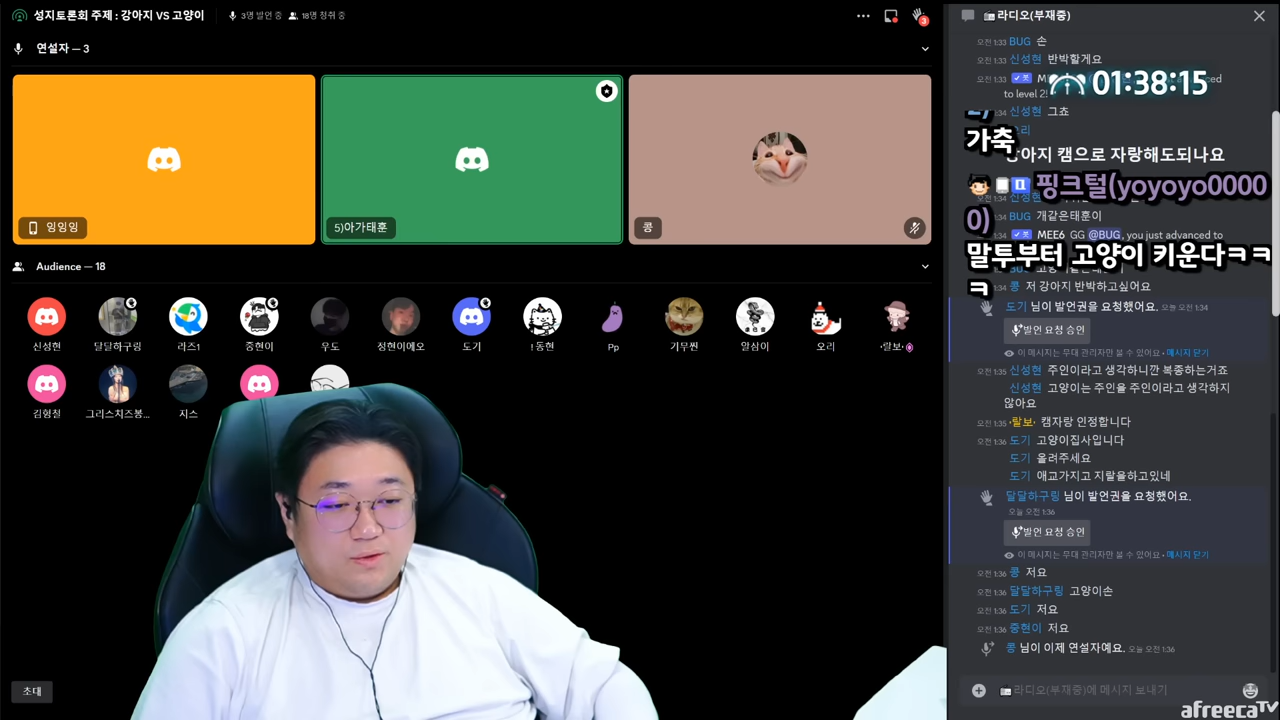 성지토론회 주제 : 강아지 VS 고양이
3명 발언 중
18명 청취 중
3
연설자 — 3
잉잉잉
5)아가태훈
콩
Audience — 18
신성현
달달하구링
라즈1
중현이
우도
정현이에오
도기
! 동현
Pp
기무찐
알삼이
오리
·랄보·
김형철
그리스치즈봉...
지스
초대
라디오(부재중)
오전 1:33 BUG 손
오전 1:33 신성현 반박할게요
오전 1:33 ✓ 봇
to level 2!
01:38:15
1:34 신성현 그쵸
가축
강아지 캠으로 자랑해도되나요
핑크털(yoyoyo00000)
말투부터 고양이 키운다ㅋㅋㅋ
오전 1:34 BUG 개같은태훈이
오전 1:34 ✓ 봇 MEE6 GG @BUG, you just advanced to
콩 저 강아지 반박하고싶어요
도기 님이 발언권을 요청했어요. 오늘 오전 1:34
발언 요청 승인
이 메시지는 무대 관리자만 볼 수 있어요 • 메시지 닫기
오전 1:35 신성현 주인이라고 생각하니깐 복종하는거죠
신성현 고양이는 주인을 주인이라고 생각하지
않아요
오전 1:35 ·랄보· 캠자랑 인정합니다
오전 1:36 도기 고양이집사입니다
도기 올려주세요
도기 애교가지고 지랄을하고있네
달달하구링 님이 발언권을 요청했어요.
오늘 오전 1:36
발언 요청 승인
이 메시지는 무대 관리자만 볼 수 있어요 • 메시지 닫기
오전 1:36 콩 저요
오전 1:36 달달하구링 고양이손
오전 1:36 도기 저요
오전 1:36 중현이 저요
콩 님이 이제 연설자예요. 오늘 오전 1:36
라디오(부재중)에 메시지 보내기
afreecaTV